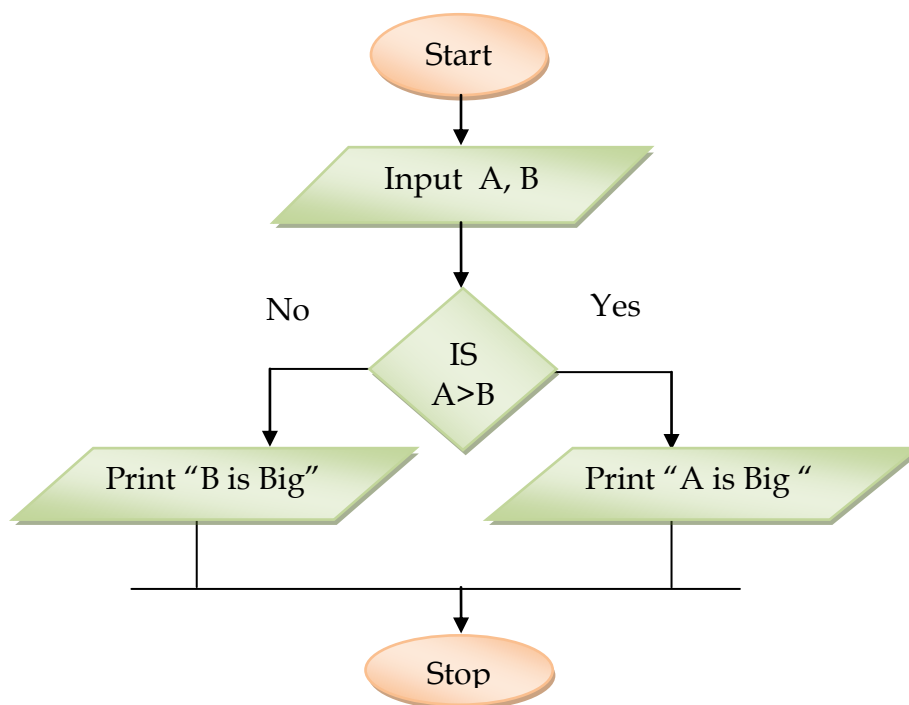 Start
Input A, B
No
Yes
IS
A>B
Print “B is Big”
Print “A is Big “
Stop